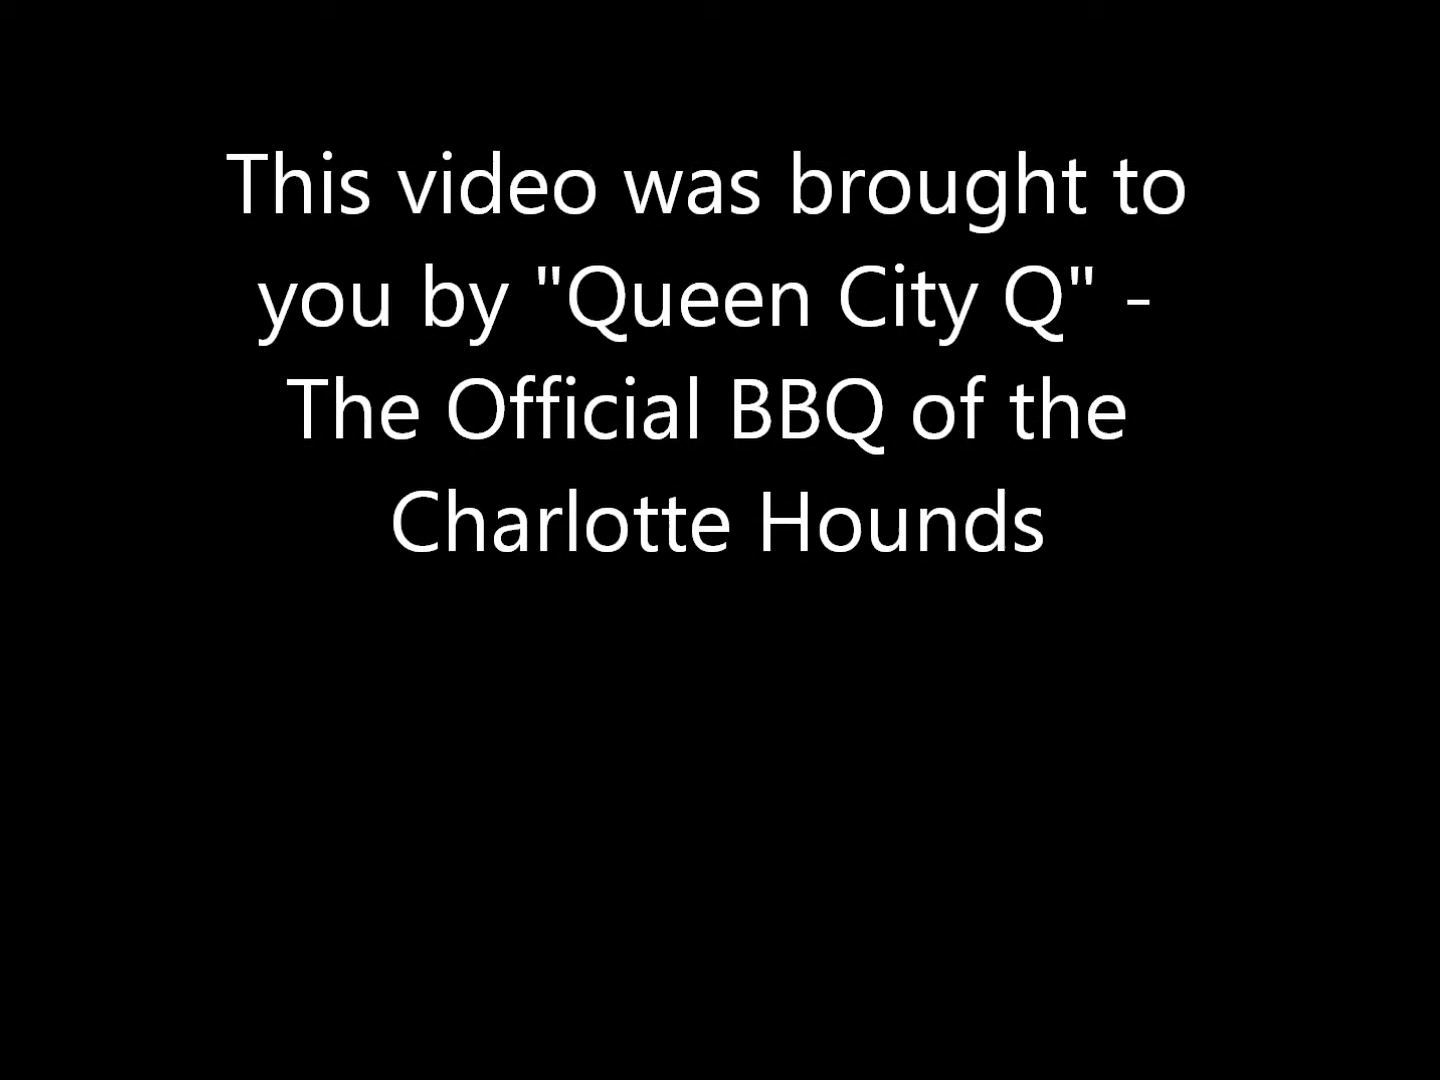 This video was brought to
you by "Queen City Q" -
The Official BBQ of the
Charlotte Hounds